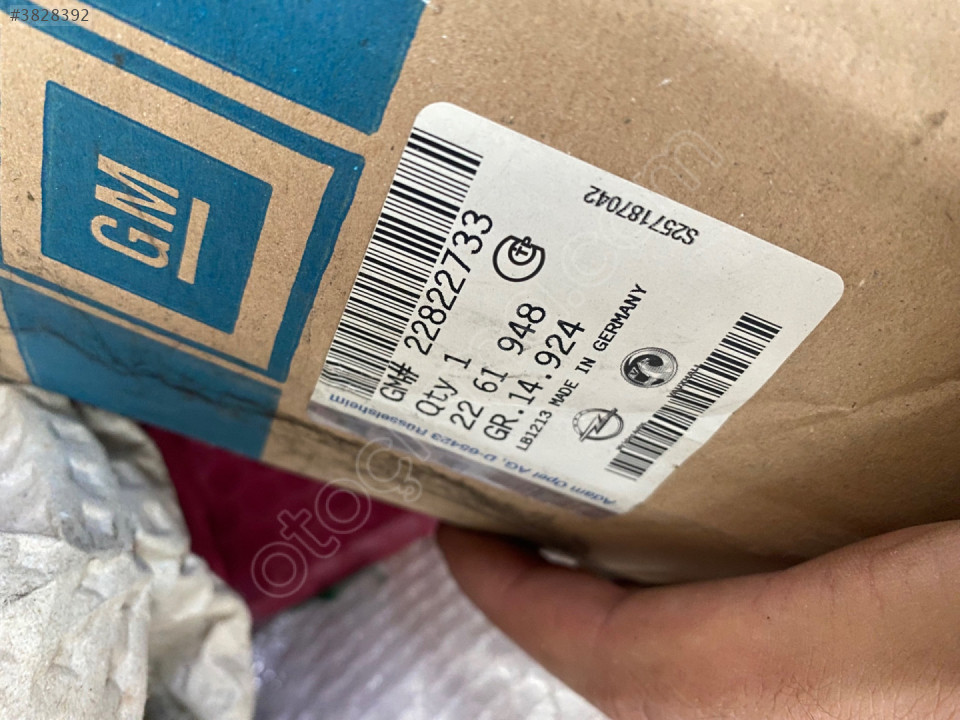 #3828392
GM
GM# 22822733
Qty 1
22 61 948
GR.14.924
LB1213 MADE IN GERMANY
S257187042
Adam Opel AG, D-65423 Rüsselsheim